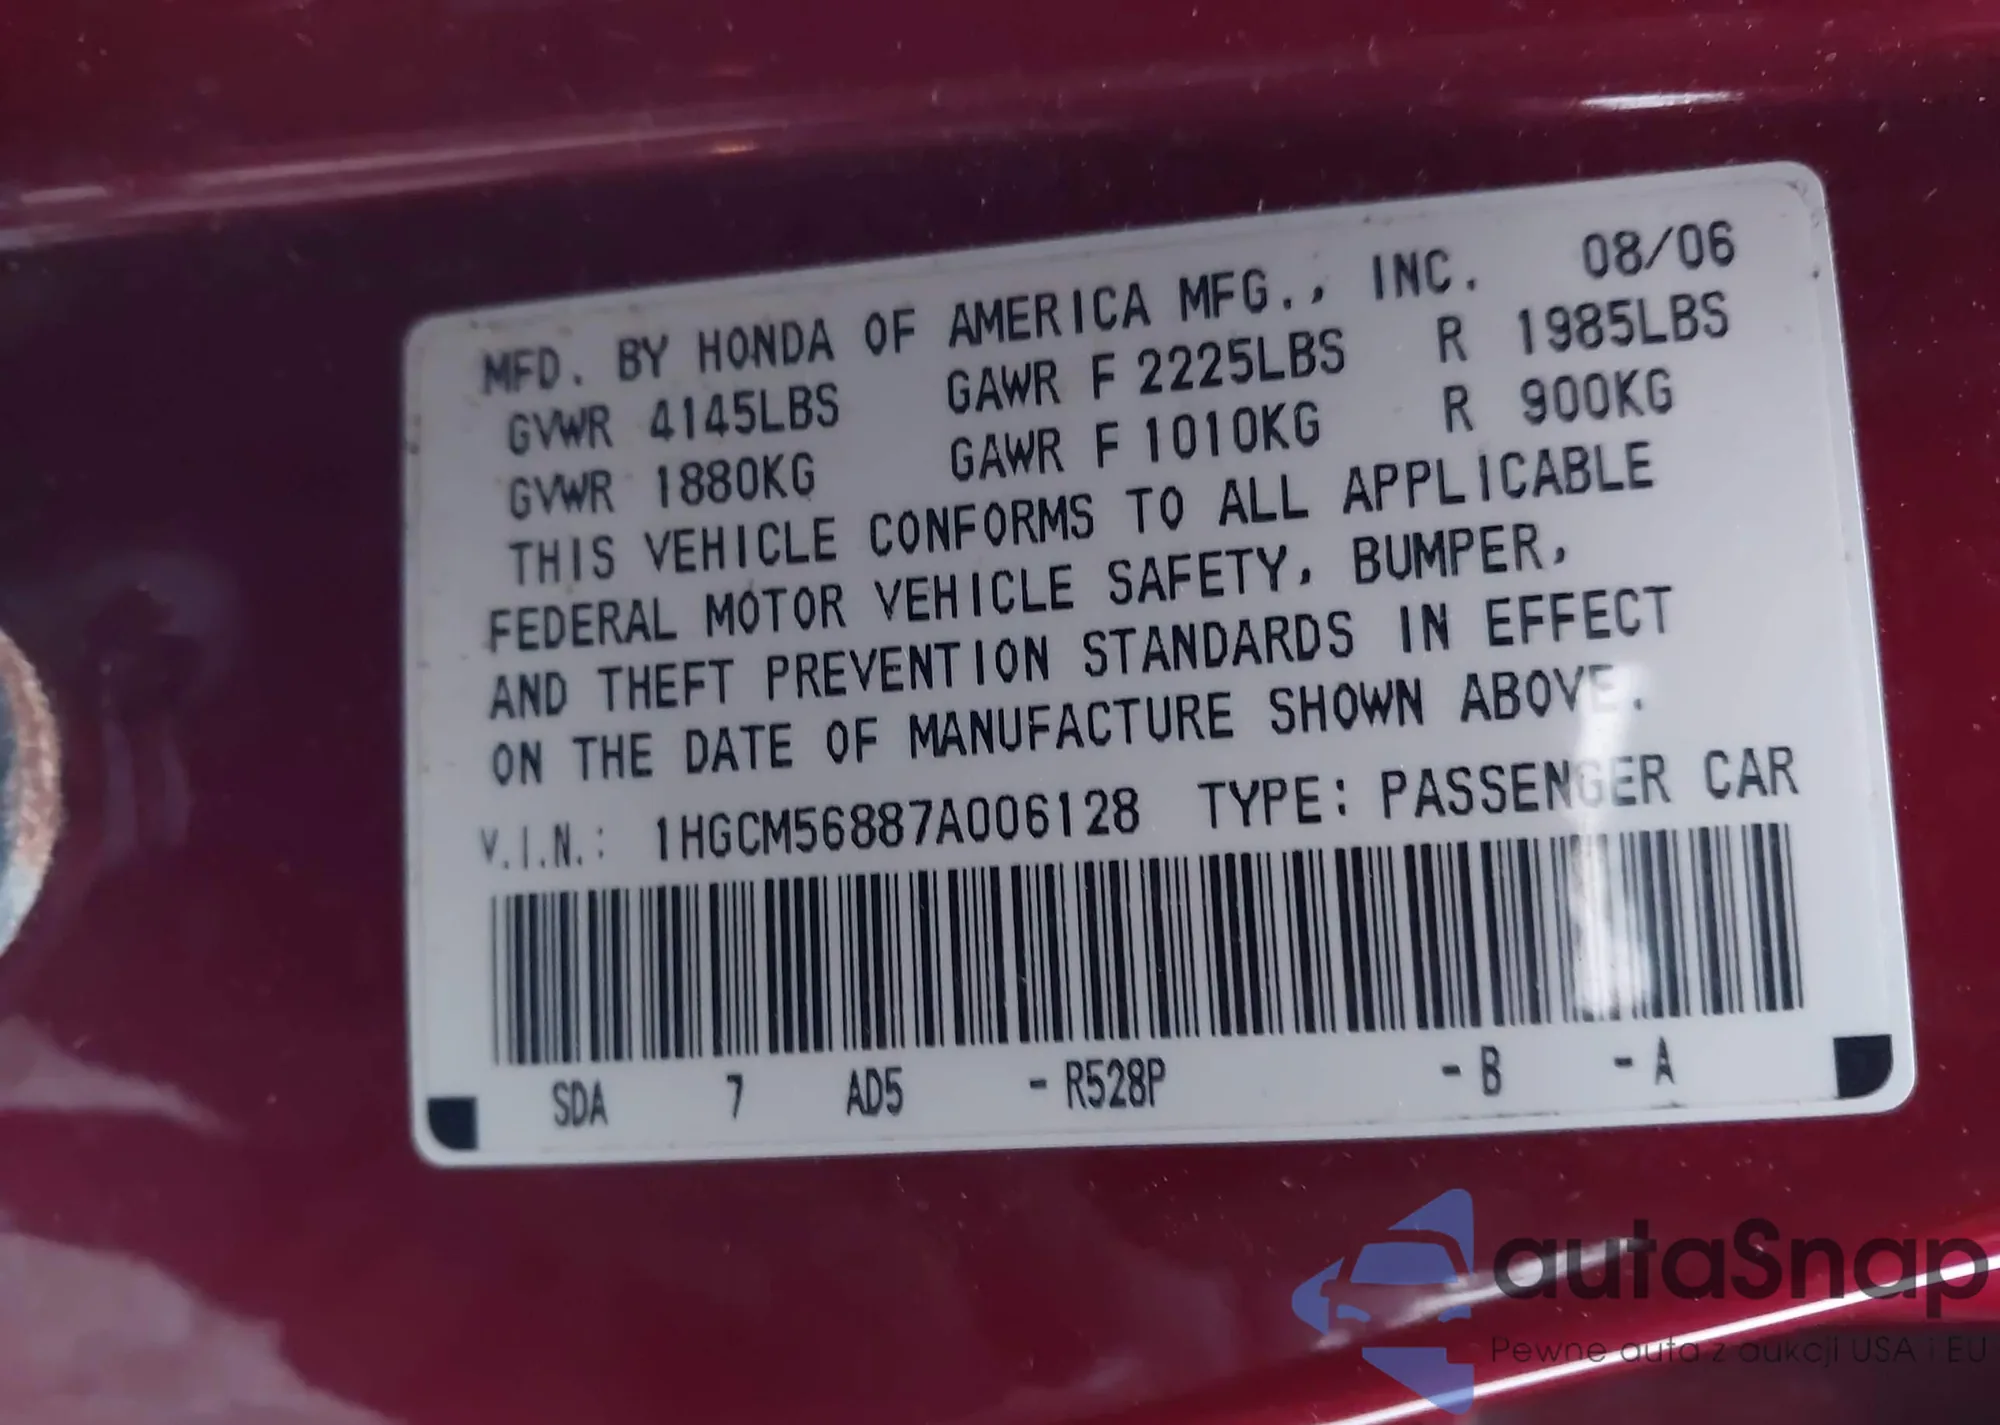 MFD. BY HONDA OF AMERICA MFG., INC. 08/06
GVWR 4145LBS GAWR F 2225LBS R 1985LBS
GVWR 1880KG GAWR F 1010KG R 900KG
THIS VEHICLE CONFORMS TO ALL APPLICABLE
FEDERAL MOTOR VEHICLE SAFETY, BUMPER,
AND THEFT PREVENTION STANDARDS IN EFFECT
ON THE DATE OF MANUFACTURE SHOWN ABOVE.
V.I.N.: 1HGCM56887A006128 TYPE: PASSENGER CAR
SDA 7 AD5 - R528P - B - A
autaSnap
Pewne auta z aukcji USA i EU